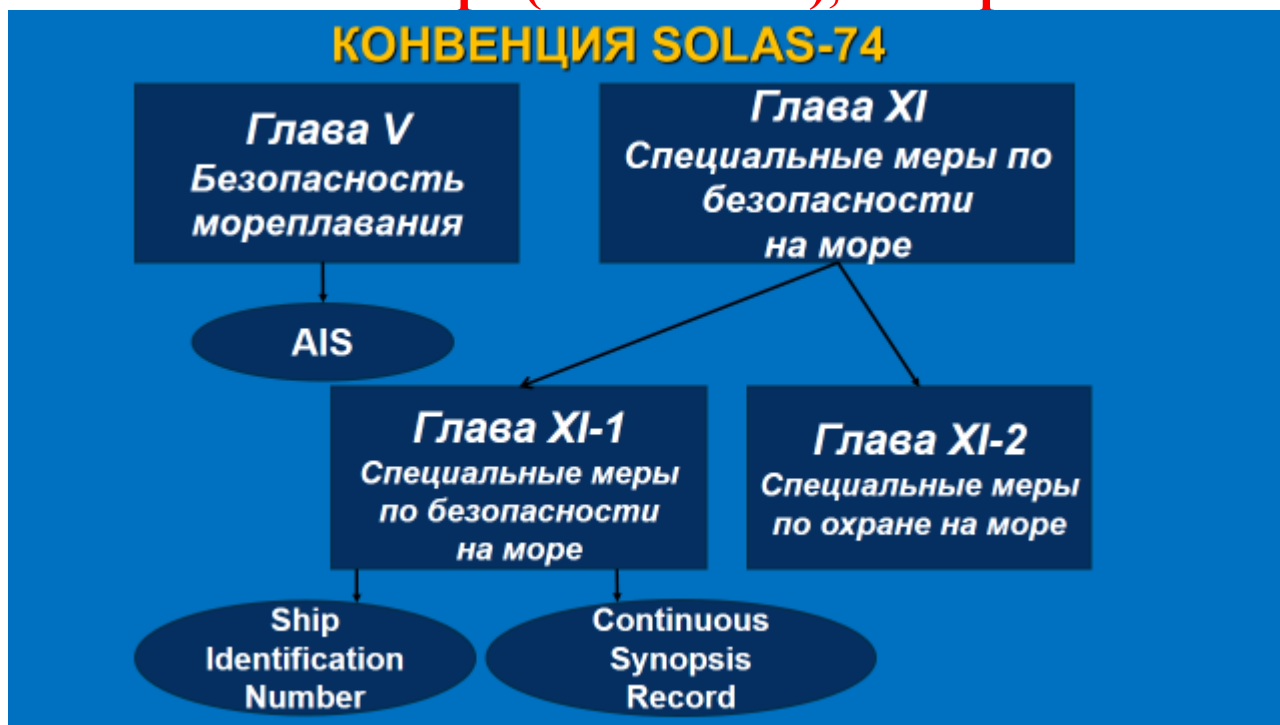 КОНВЕНЦИЯ SOLAS-74
Глава V
Безопасность
мореплавания
Глава XI
Специальные меры по
безопасности
на море
AIS
Глава XI-1
Специальные меры
по безопасности
на море
Глава XI-2
Специальные меры
по охране на море
Ship
Identification
Number
Continuous
Synopsis
Record